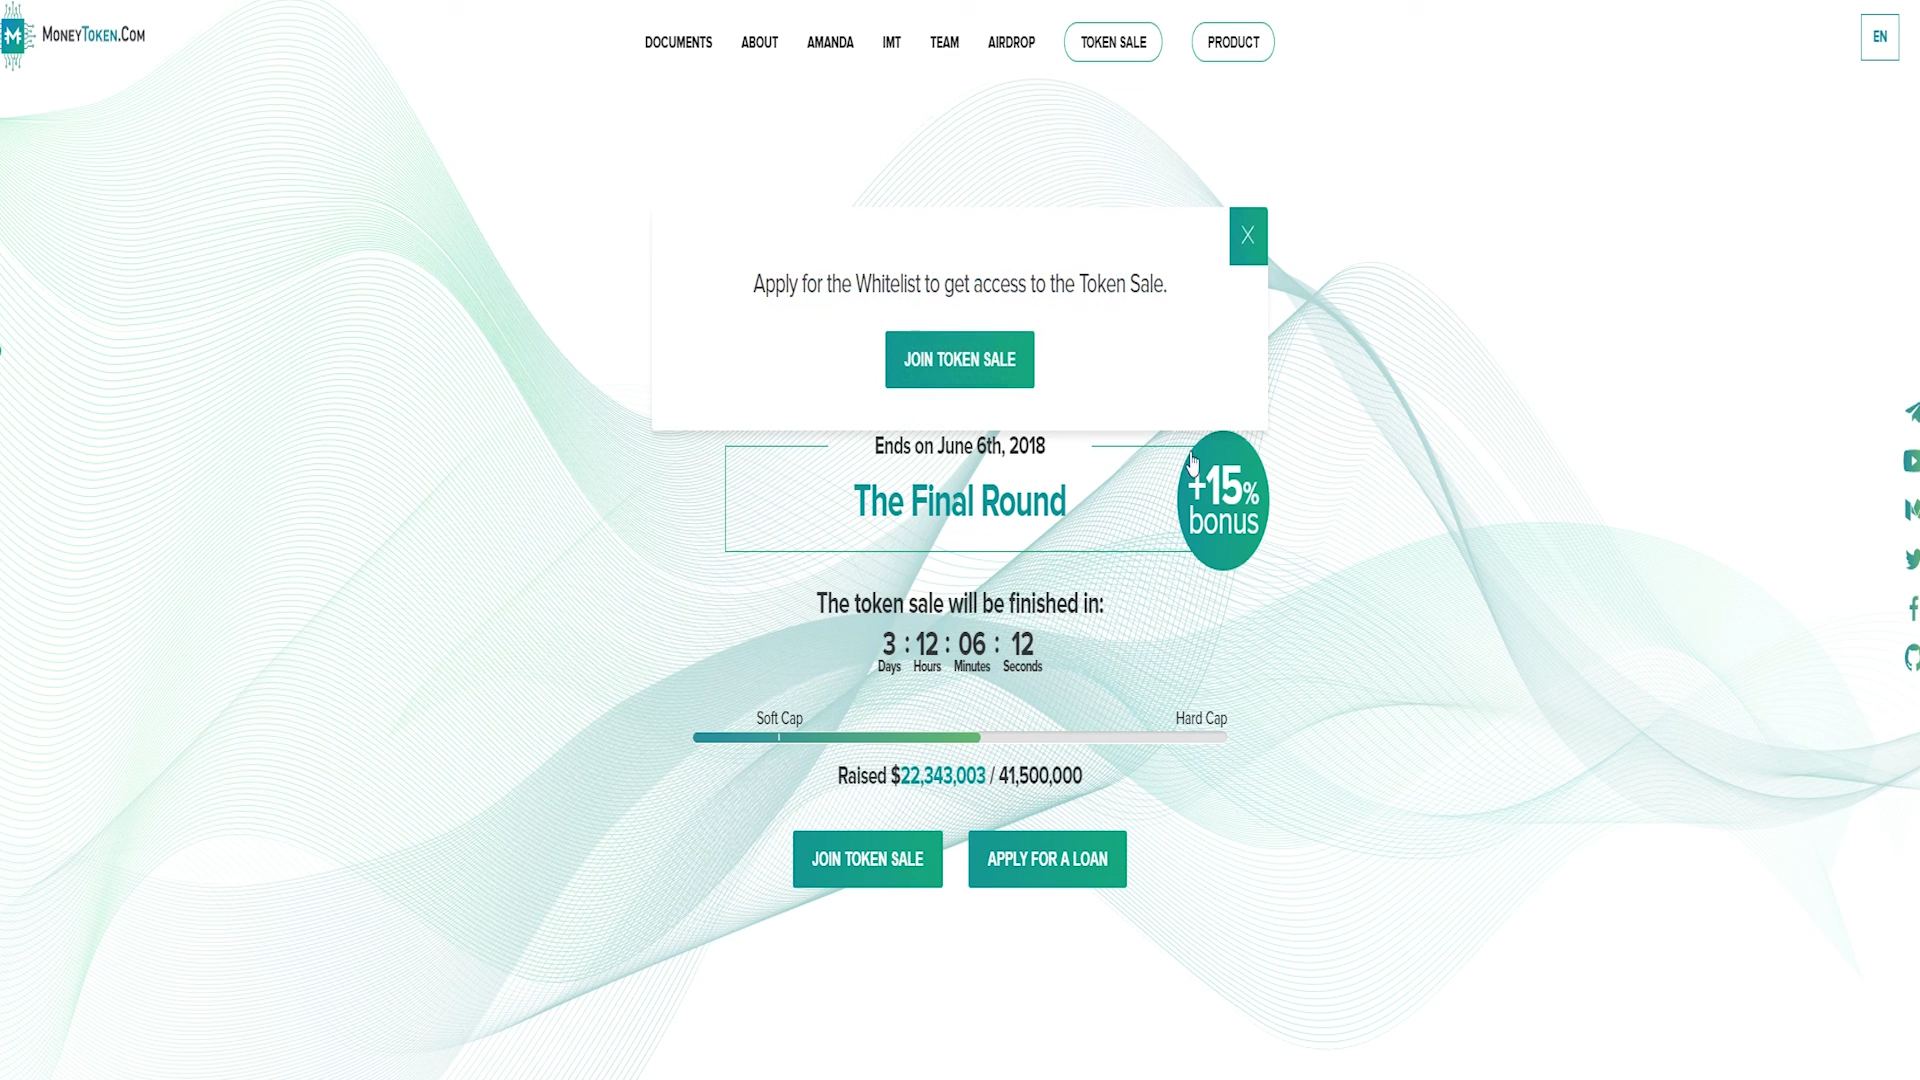 MONEYTOKEN.COM
DOCUMENTS ABOUT AMANDA IMT TEAM AIRDROP TOKEN SALE PRODUCT
EN
X
Apply for the Whitelist to get access to the Token Sale.
JOIN TOKEN SALE
Ends on June 6th, 2018
The Final Round
+15%
bonus
The token sale will be finished in:
3 : 12 : 06 : 12
Days Hours Minutes Seconds
Soft Cap Hard Cap
Raised $22,343,003 / 41,500,000
JOIN TOKEN SALE APPLY FOR A LOAN